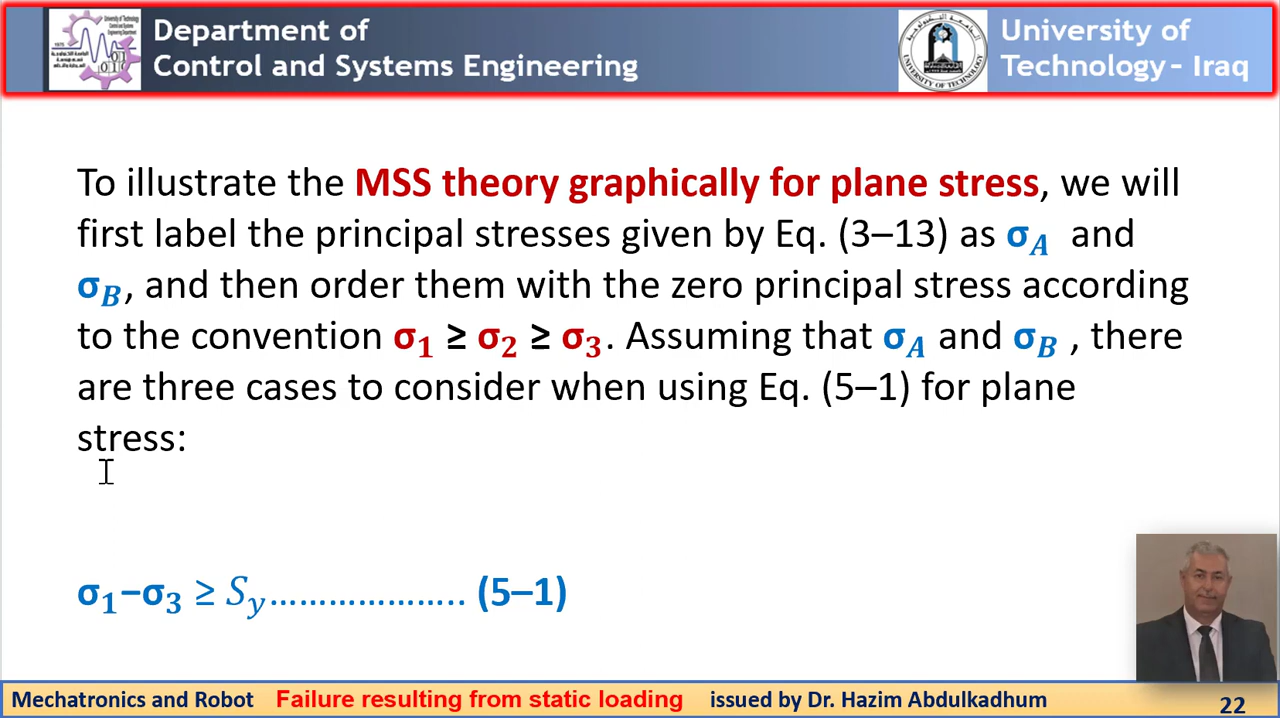 Department of
Control and Systems Engineering
University of
Technology - Iraq
To illustrate the MSS theory graphically for plane stress, we will
first label the principal stresses given by Eq. (3–13) as σ_A and
σ_B, and then order them with the zero principal stress according
to the convention σ₁ ≥ σ₂ ≥ σ₃. Assuming that σ_A and σ_B , there
are three cases to consider when using Eq. (5–1) for plane
stress:
σ₁−σ₃ ≥ S_y……………….. (5–1)
Mechatronics and Robot Failure resulting from static loading issued by Dr. Hazim Abdulkadhum
22